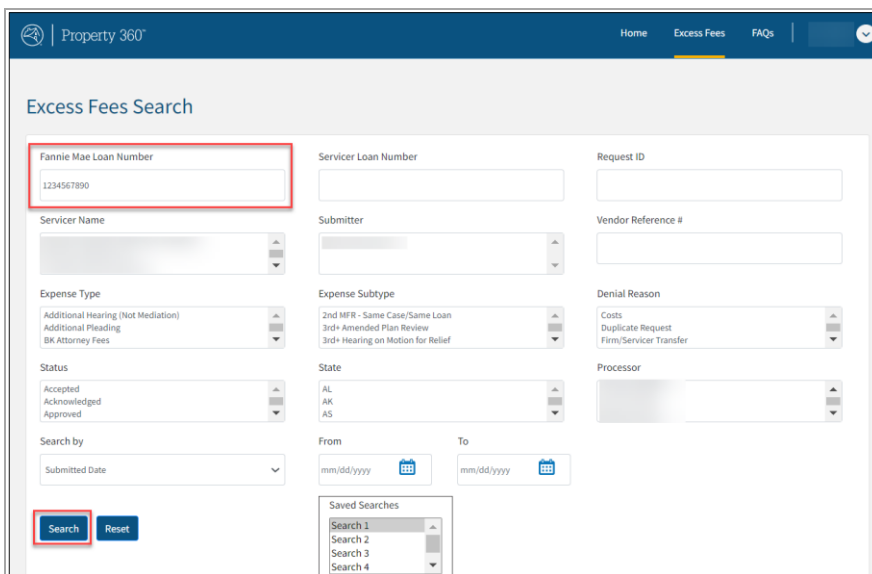 Property 360™
Home Excess Fees FAQs
Excess Fees Search
Fannie Mae Loan Number Servicer Loan Number Request ID
1234567890
Servicer Name Submitter Vendor Reference #
Expense Type Expense Subtype Denial Reason
Additional Hearing (Not Mediation) 2nd MFR - Same Case/Same Loan Costs
Additional Pleading 3rd+ Amended Plan Review Duplicate Request
BK Attorney Fees 3rd+ Hearing on Motion for Relief Firm/Servicer Transfer
Status State Processor
Accepted AL
Acknowledged AK
Approved AS
Search by From To
Submitted Date mm/dd/yyyy mm/dd/yyyy
Saved Searches
Search Reset Search 1
Search 2
Search 3
Search 4